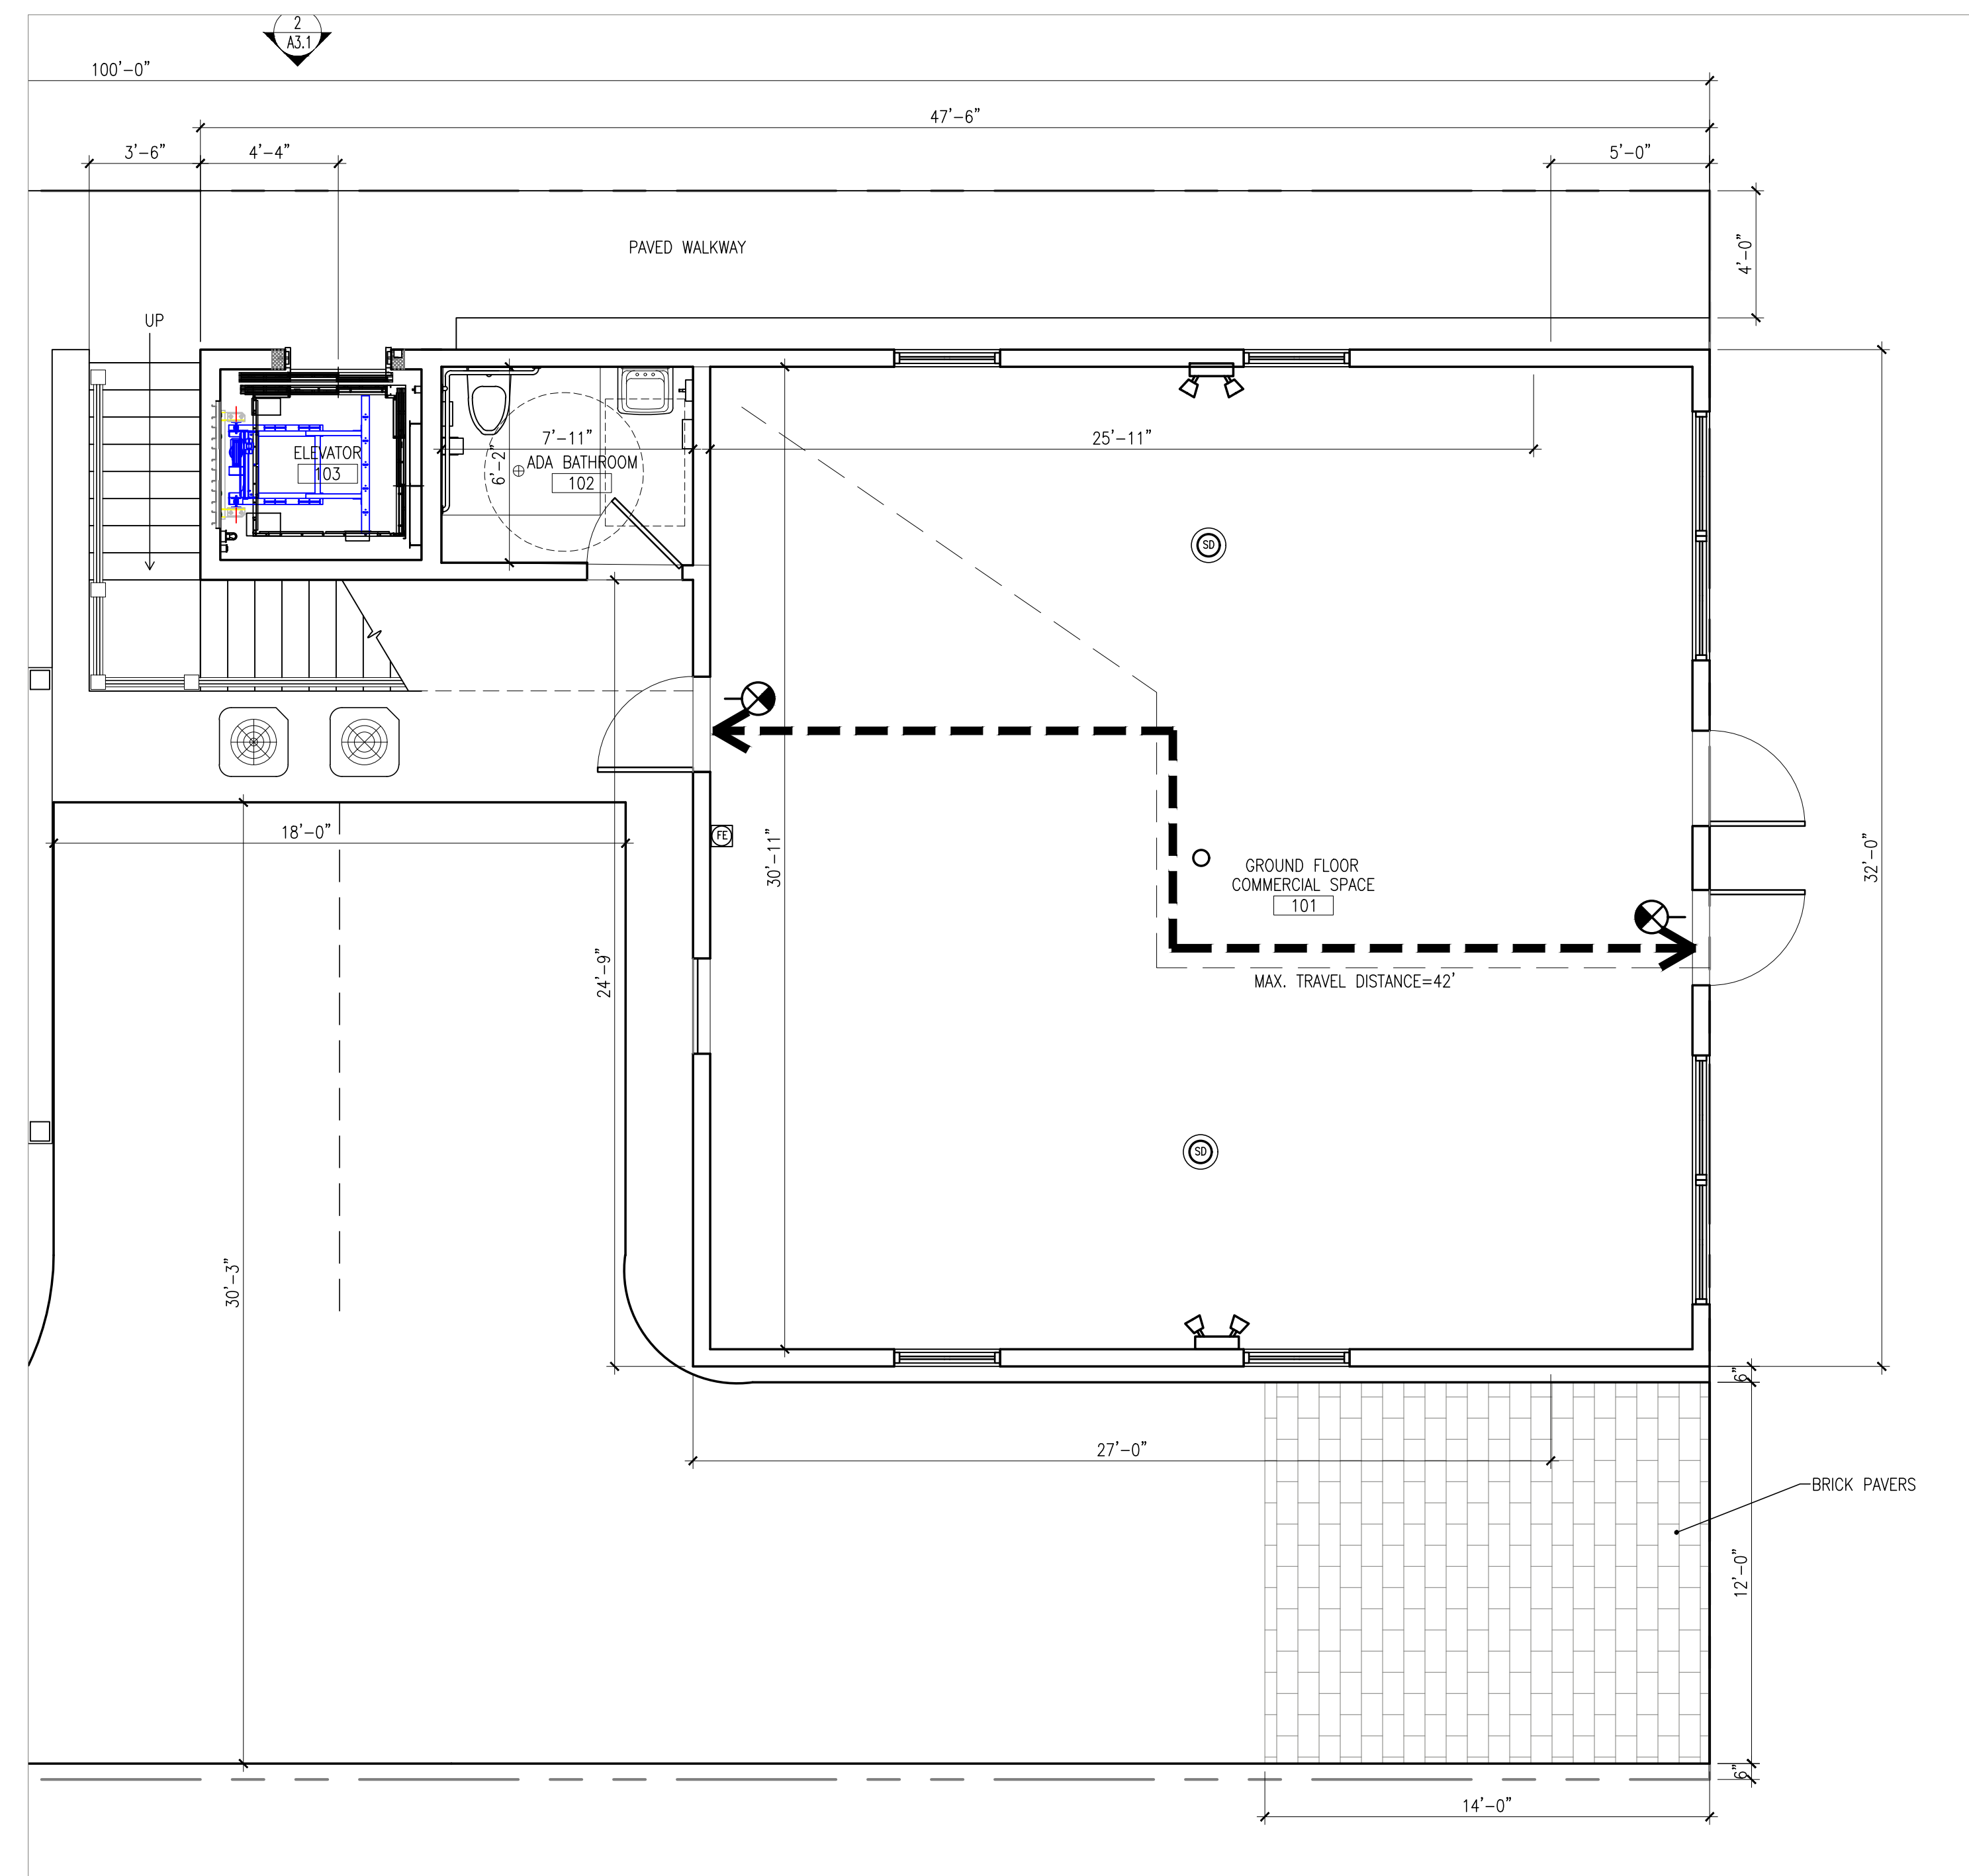 2
A3.1
100'-0"
47'-6"
3'-6"
4'-4"
5'-0"
4'-0"
PAVED WALKWAY
UP
7'-11"
25'-11"
ELEVATOR
103
6'-2"
ADA BATHROOM
102
SD
18'-0"
FE
30'-11"
32'-0"
GROUND FLOOR
COMMERCIAL SPACE
101
24'-9"
MAX. TRAVEL DISTANCE=42'
SD
30'-3"
6"
27'-0"
BRICK PAVERS
12'-0"
6"
14'-0"